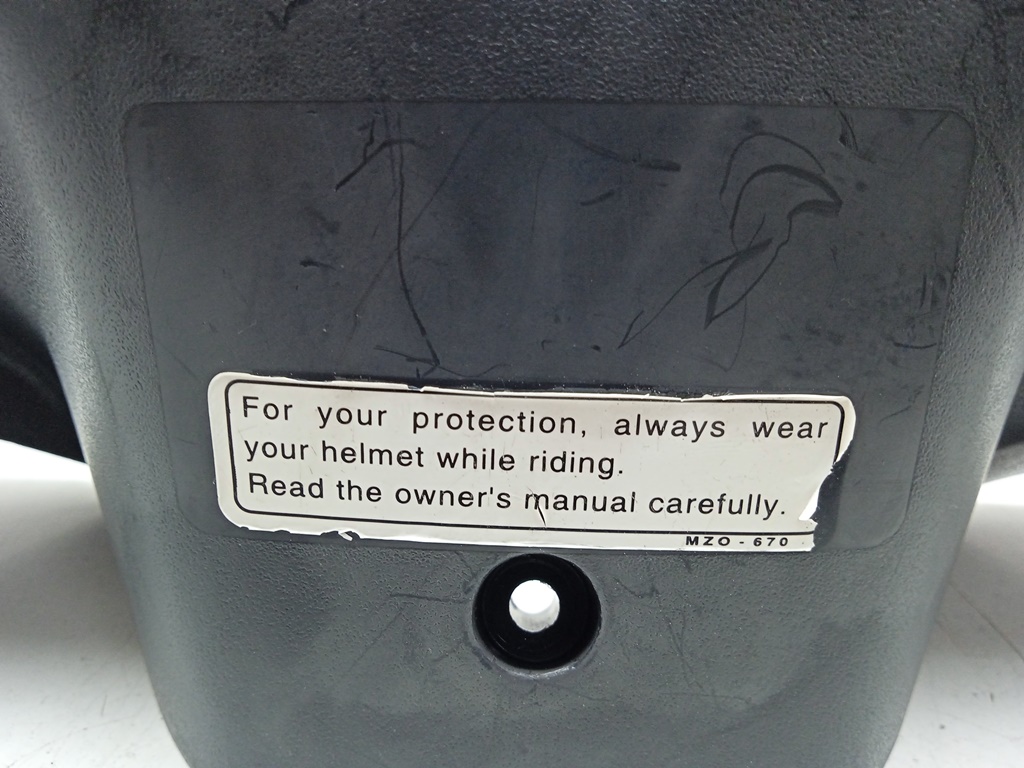 For your protection, always wear
your helmet while riding.
Read the owner's manual carefully.
MZO - 670